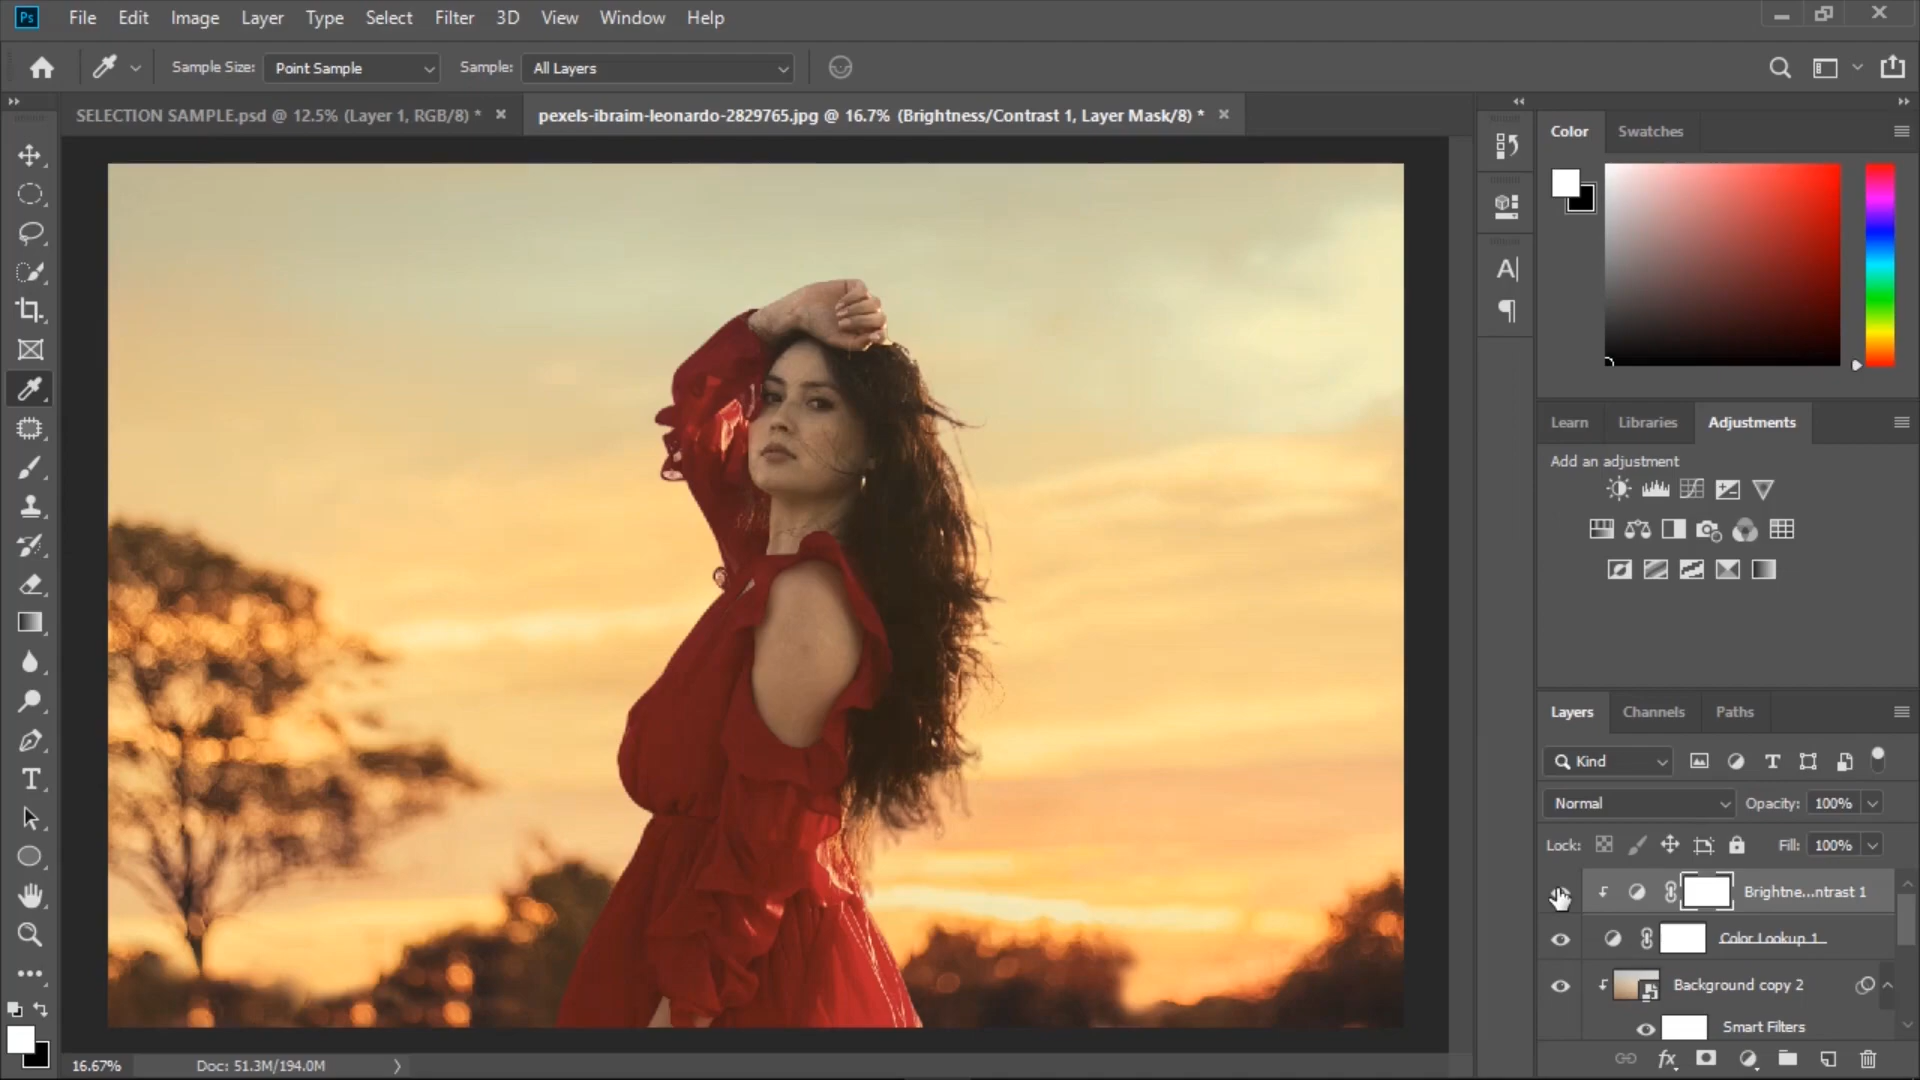 Ps File Edit Image Layer Type Select Filter 3D View Window Help
Sample Size: Point Sample Sample: All Layers
SELECTION SAMPLE.psd @ 12.5% (Layer 1, RGB/8) *
pexels-ibraim-leonardo-2829765.jpg @ 16.7% (Brightness/Contrast 1, Layer Mask/8) *
Color Swatches
Learn Libraries Adjustments
Add an adjustment
Layers Channels Paths
Kind
Normal Opacity: 100%
Lock: Fill: 100%
Brightne...ntrast 1
Color Lookup 1
Background copy 2
Smart Filters
16.67% Doc: 51.3M/194.0M